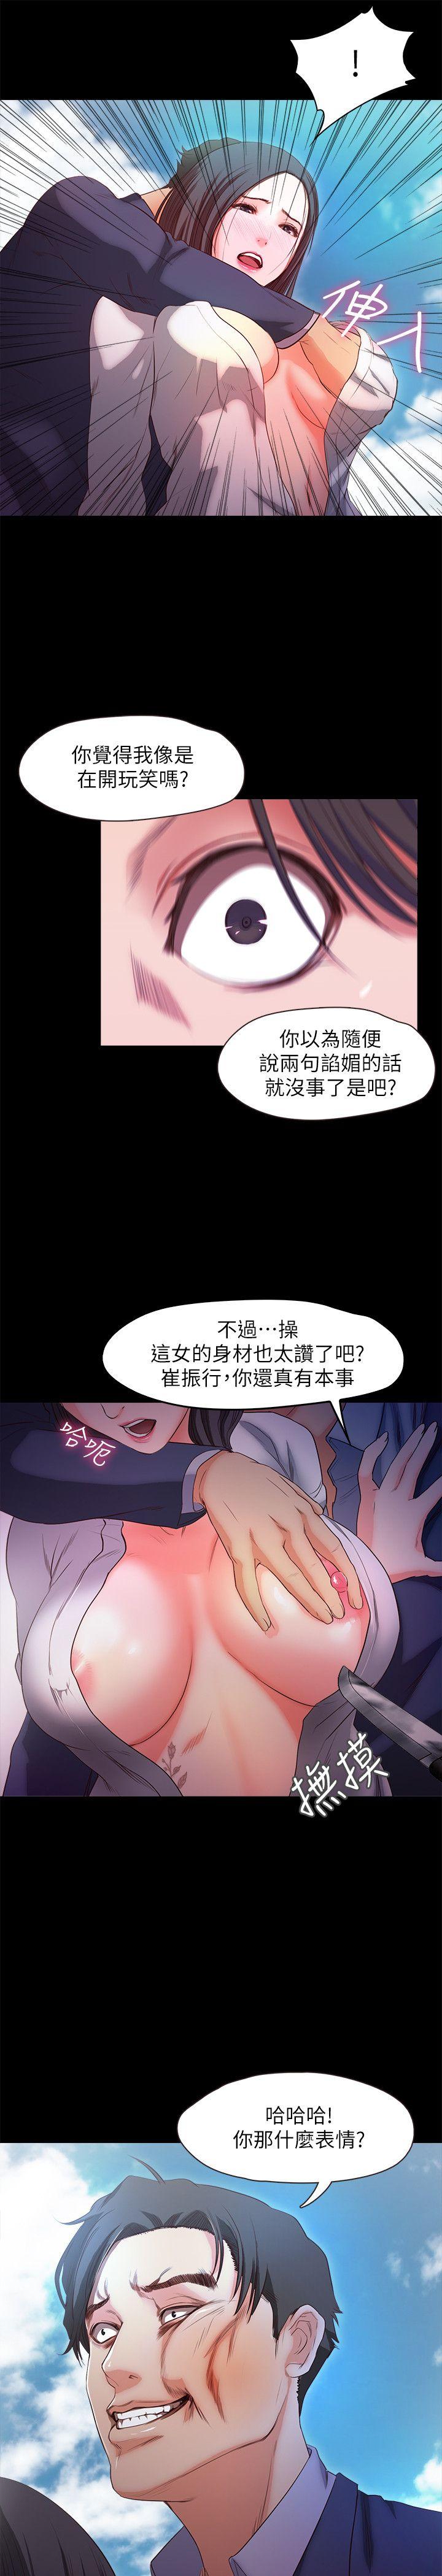 !
伸入
你覺得我像是
在開玩笑嗎?
你以為隨便
說兩句諂媚的話
就沒事了是吧?
不過…操
這女的身材也太讚了吧?
崔振行,你還真有本事
哈呃
撫摸
哈哈哈!
你那什麼表情?